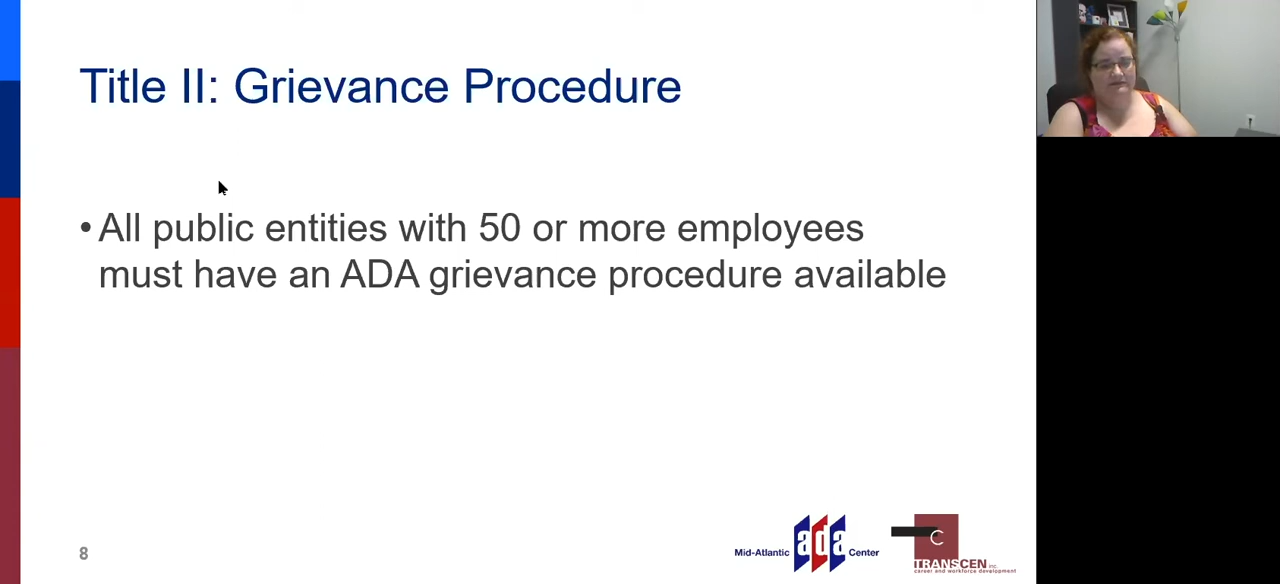 Title II: Grievance Procedure
• All public entities with 50 or more employees
must have an ADA grievance procedure available
8
Mid-Atlantic ada Center
C
TRANSCEN inc.
career and workforce development